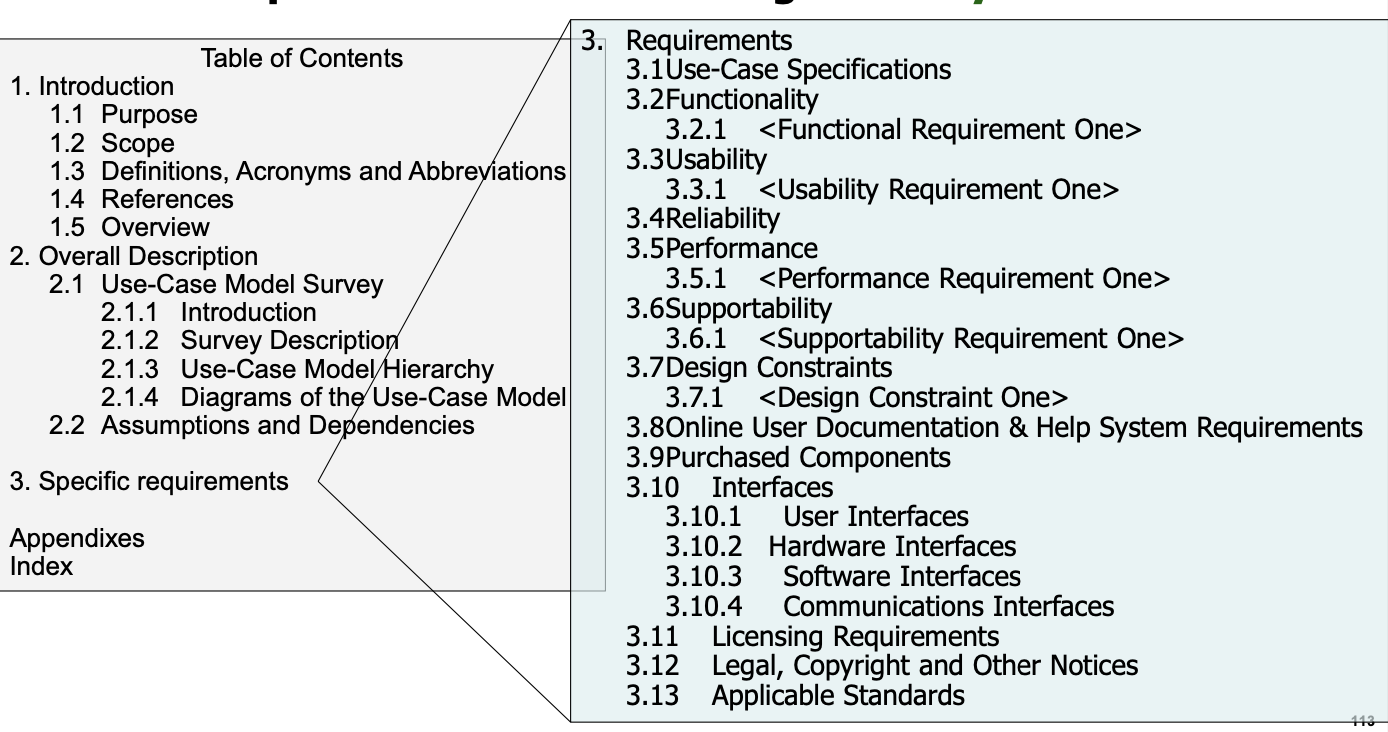 Table of Contents
1. Introduction
1.1 Purpose
1.2 Scope
1.3 Definitions, Acronyms and Abbreviations
1.4 References
1.5 Overview
2. Overall Description
2.1 Use-Case Model Survey
2.1.1 Introduction
2.1.2 Survey Description
2.1.3 Use-Case Model Hierarchy
2.1.4 Diagrams of the Use-Case Model
2.2 Assumptions and Dependencies
3. Specific requirements
Appendixes
Index
3. Requirements
3.1Use-Case Specifications
3.2Functionality
3.2.1 <Functional Requirement One>
3.3Usability
3.3.1 <Usability Requirement One>
3.4Reliability
3.5Performance
3.5.1 <Performance Requirement One>
3.6Supportability
3.6.1 <Supportability Requirement One>
3.7Design Constraints
3.7.1 <Design Constraint One>
3.8Online User Documentation & Help System Requirements
3.9Purchased Components
3.10 Interfaces
3.10.1 User Interfaces
3.10.2 Hardware Interfaces
3.10.3 Software Interfaces
3.10.4 Communications Interfaces
3.11 Licensing Requirements
3.12 Legal, Copyright and Other Notices
3.13 Applicable Standards
113